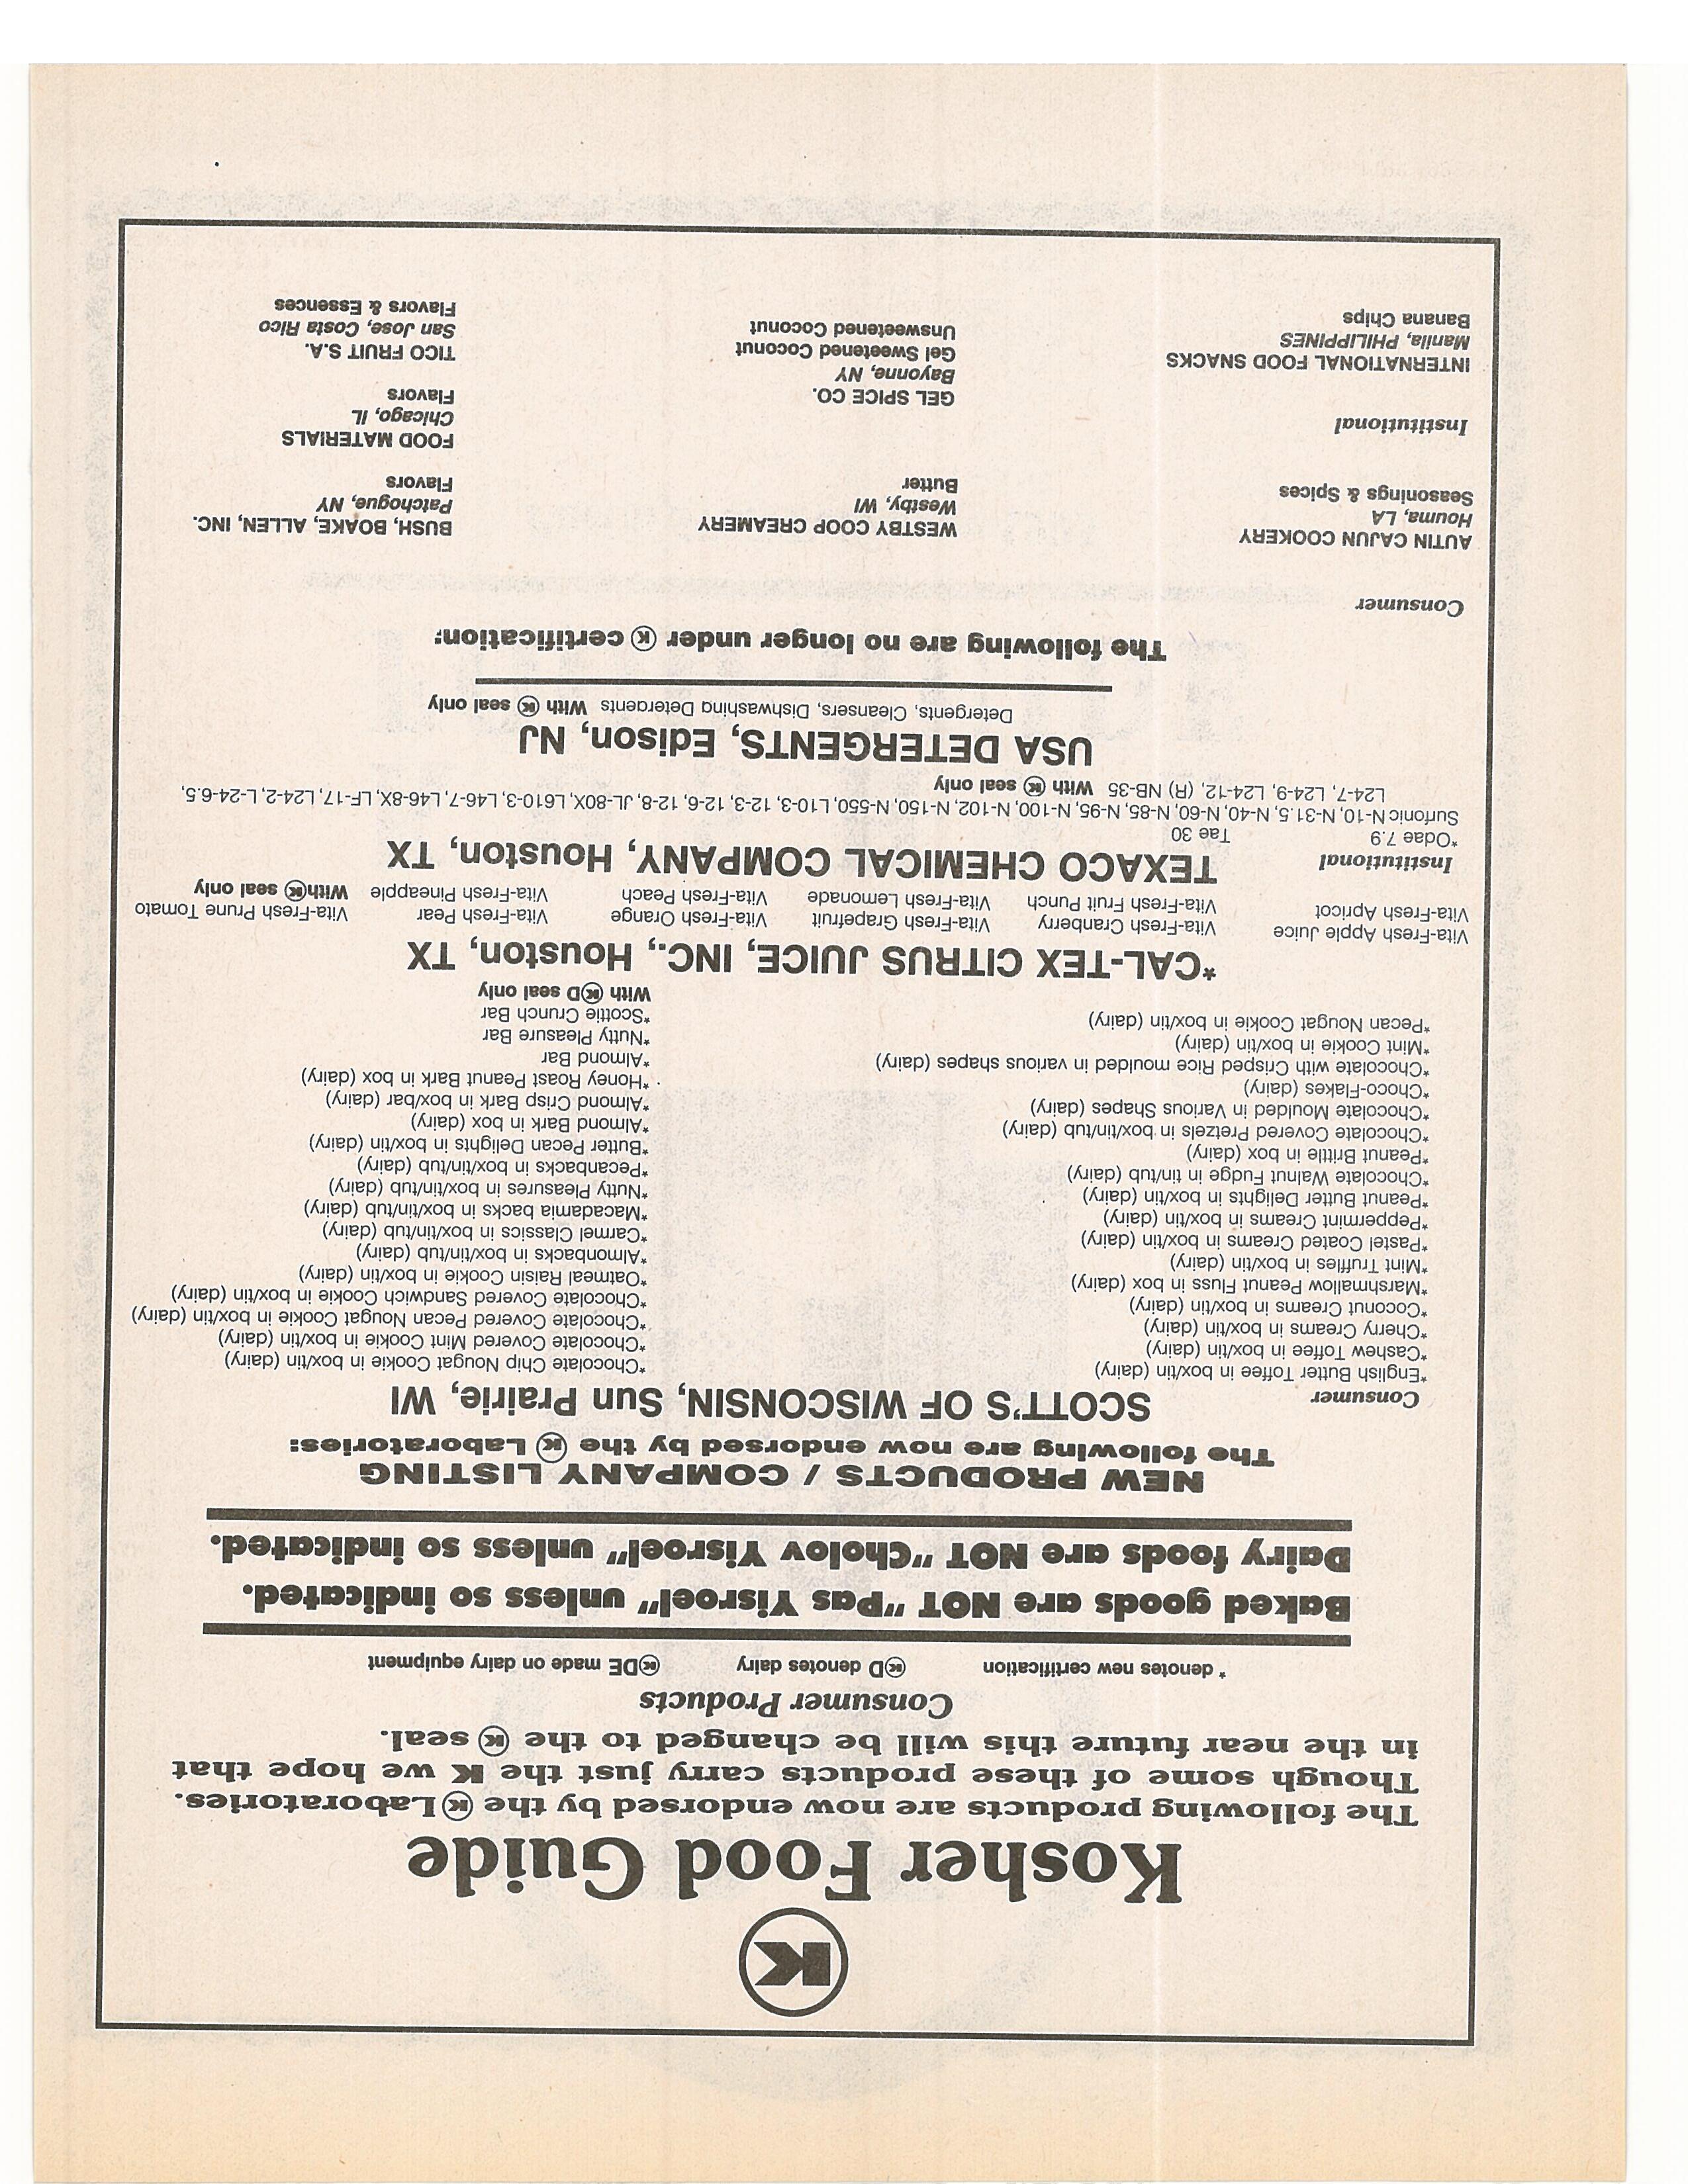 K
Kosher Food Guide
The following products are now endorsed by the Ⓚ Laboratories.
Though some of these products carry just the K we hope that
in the near future this will be changed to the Ⓚ seal.
Consumer Products
* denotes new certification ⓀD denotes dairy ⓀDE made on dairy equipment
Baked goods are NOT "Pas Yisroel" unless so indicated.
Dairy foods are NOT "Cholov Yisroel" unless so indicated.
NEW PRODUCTS / COMPANY LISTING
The following are now endorsed by the Ⓚ Laboratories:
Consumer
SCOTT'S OF WISCONSIN, Sun Prairie, WI
*English Butter Toffee in box/tin (dairy)
*Cashew Toffee in box/tin (dairy)
*Cherry Creams in box/tin (dairy)
*Coconut Creams in box/tin (dairy)
*Marshmallow Peanut Fluss in box (dairy)
*Mint Truffles in box/tin (dairy)
*Pastel Coated Creams in box/tin (dairy)
*Peppermint Creams in box/tin (dairy)
*Peanut Butter Delights in box/tin (dairy)
*Chocolate Walnut Fudge in tin/tub (dairy)
*Peanut Brittle in box (dairy)
*Chocolate Covered Pretzels in box/tin/tub (dairy)
*Chocolate Moulded in Various Shapes (dairy)
*Choco-Flakes (dairy)
*Chocolate with Crisped Rice moulded in various shapes (dairy)
*Mint Cookie in box/tin (dairy)
*Pecan Nougat Cookie in box/tin (dairy)
*Chocolate Chip Nougat Cookie in box/tin (dairy)
*Chocolate Covered Mint Cookie in box/tin (dairy)
*Chocolate Covered Pecan Nougat Cookie in box/tin (dairy)
*Chocolate Covered Sandwich Cookie in box/tin (dairy)
*Oatmeal Raisin Cookie in box/tin (dairy)
*Almonbacks in box/tin/tub (dairy)
*Carmel Classics in box/tin/tub (dairy)
*Macadamia backs in box/tin/tub (dairy)
*Nutty Pleasures in box/tin/tub (dairy)
*Pecanbacks in box/tin/tub (dairy)
*Butter Pecan Delights in box/tin (dairy)
*Almond Bark in box (dairy)
*Almond Crisp Bark in box/bar (dairy)
*Honey Roast Peanut Bark in box (dairy)
*Almond Bar
*Nutty Pleasure Bar
*Scottie Crunch Bar
With ⓀD seal only
*CAL-TEX CITRUS JUICE, INC., Houston, TX
Vita-Fresh Apple Juice Vita-Fresh Cranberry Vita-Fresh Grapefruit Vita-Fresh Orange Vita-Fresh Pear Vita-Fresh Prune Tomato
Vita-Fresh Apricot Vita-Fresh Fruit Punch Vita-Fresh Lemonade Vita-Fresh Peach Vita-Fresh Pineapple With Ⓚ seal only
Institutional
TEXACO CHEMICAL COMPANY, Houston, TX
*Odae 7.9 Tae 30
Surfonic N-10, N-31.5, N-40, N-60, N-85, N-95, N-100, N-102, N-150, N-550, L10-3, 12-3, 12-6, 12-8, JL-80X, L610-3, L46-7, L46-8X, LF-17, L24-2, L-24-6.5,
L24-7, L24-9, L24-12, (R) NB-35 With Ⓚ seal only
USA DETERGENTS, Edison, NJ
Detergents, Cleansers, Dishwashing Detergents With Ⓚ seal only
The following are no longer under Ⓚ certification:
Consumer
AUTIN CAJUN COOKERY
Houma, LA
Seasonings & Spices
WESTBY COOP CREAMERY
Westby, WI
Butter
BUSH, BOAKE, ALLEN, INC.
Patchogue, NY
Flavors
Institutional
INTERNATIONAL FOOD SNACKS
Manila, PHILIPPINES
Banana Chips
GEL SPICE CO.
Bayonne, NY
Gel Sweetened Coconut
Unsweetened Coconut
FOOD MATERIALS
Chicago, IL
Flavors
TICO FRUIT S.A.
San Jose, Costa Rico
Flavors & Essences